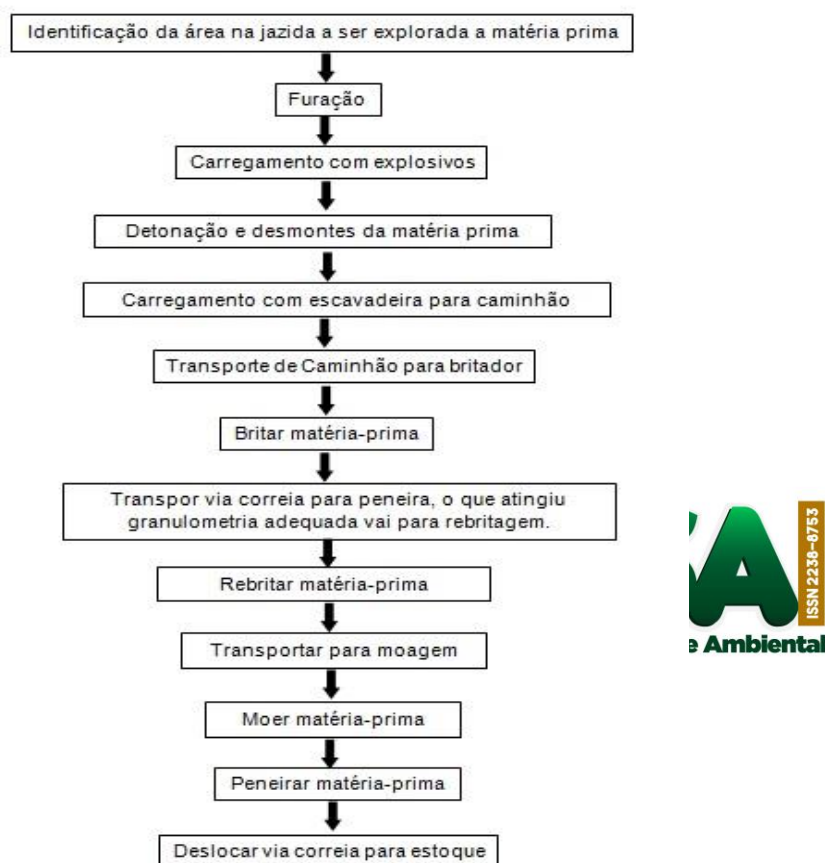 Identificação da área na jazida a ser explorada a matéria prima
Furação
Carregamento com explosivos
Detonação e desmontes da matéria prima
Carregamento com escavadeira para caminhão
Transporte de Caminhão para britador
Britar matéria-prima
Transpor via correia para peneira, o que atingiu
granulometria adequada vai para rebritagem.
Rebritar matéria-prima
Transportar para moagem
Moer matéria-prima
Peneirar matéria-prima
Deslocar via correia para estoque
A
ISSN 2238-8753
e Ambiental